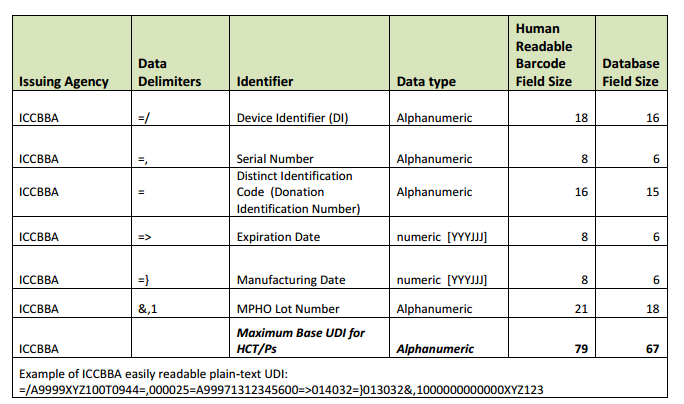 Issuing Agency Data Delimiters Identifier Data type Human Readable Barcode Field Size Database Field Size
ICCBBA =/ Device Identifier (DI) Alphanumeric 18 16
ICCBBA =, Serial Number Alphanumeric 8 6
ICCBBA = Distinct Identification Code (Donation Identification Number) Alphanumeric 16 15
ICCBBA => Expiration Date numeric [YYYJJJ] 8 6
ICCBBA =} Manufacturing Date numeric [YYYJJJ] 8 6
ICCBBA &,1 MPHO Lot Number Alphanumeric 21 18
ICCBBA Maximum Base UDI for HCT/Ps Alphanumeric 79 67
Example of ICCBBA easily readable plain-text UDI:
=/A9999XYZ100T0944=,000025=A99971312345600=>014032=}013032&,1000000000000XYZ123